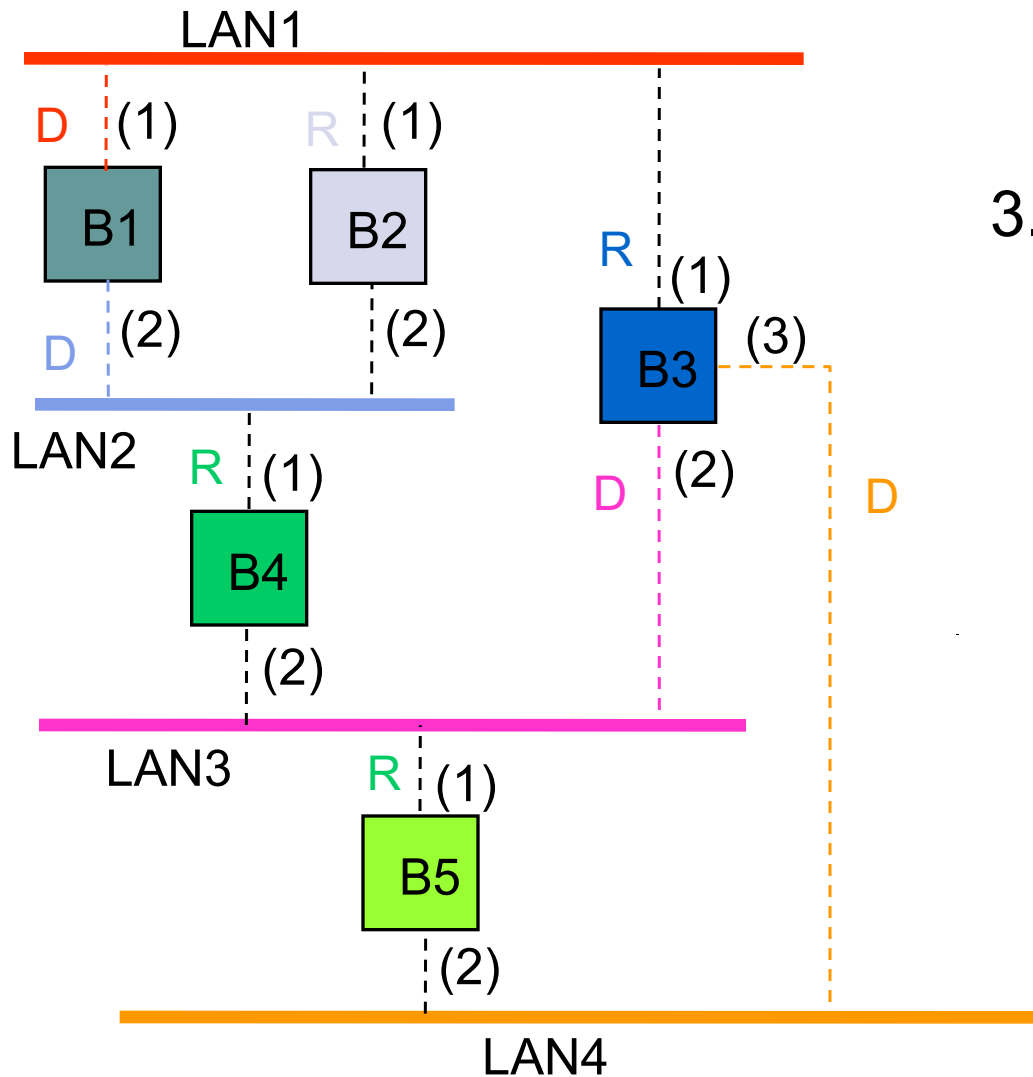 LAN1
D (1)
R (1)
B1
B2
3.
R
(1)
(3)
D (2)
(2)
B3
LAN2
R (1)
D (2)
D
B4
(2)
LAN3
R (1)
B5
(2)
LAN4